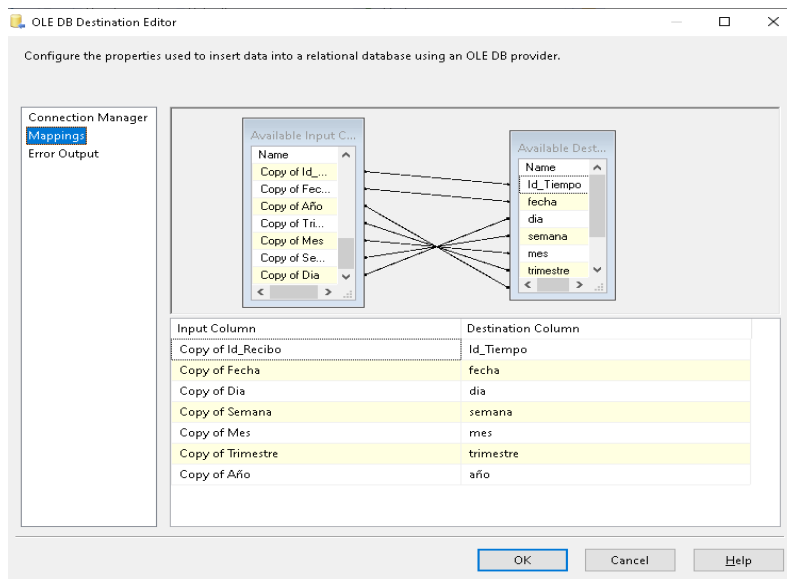 OLE DB Destination Editor
Configure the properties used to insert data into a relational database using an OLE DB provider.
Connection Manager
Mappings
Error Output
Available Input C...
Name
Copy of Id_...
Copy of Fec...
Copy of Año
Copy of Tri...
Copy of Mes
Copy of Se...
Copy of Dia
Available Dest...
Name
Id_Tiempo
fecha
dia
semana
mes
trimestre
Input Column Destination Column
Copy of Id_Recibo Id_Tiempo
Copy of Fecha fecha
Copy of Dia dia
Copy of Semana semana
Copy of Mes mes
Copy of Trimestre trimestre
Copy of Año año
OK Cancel Help